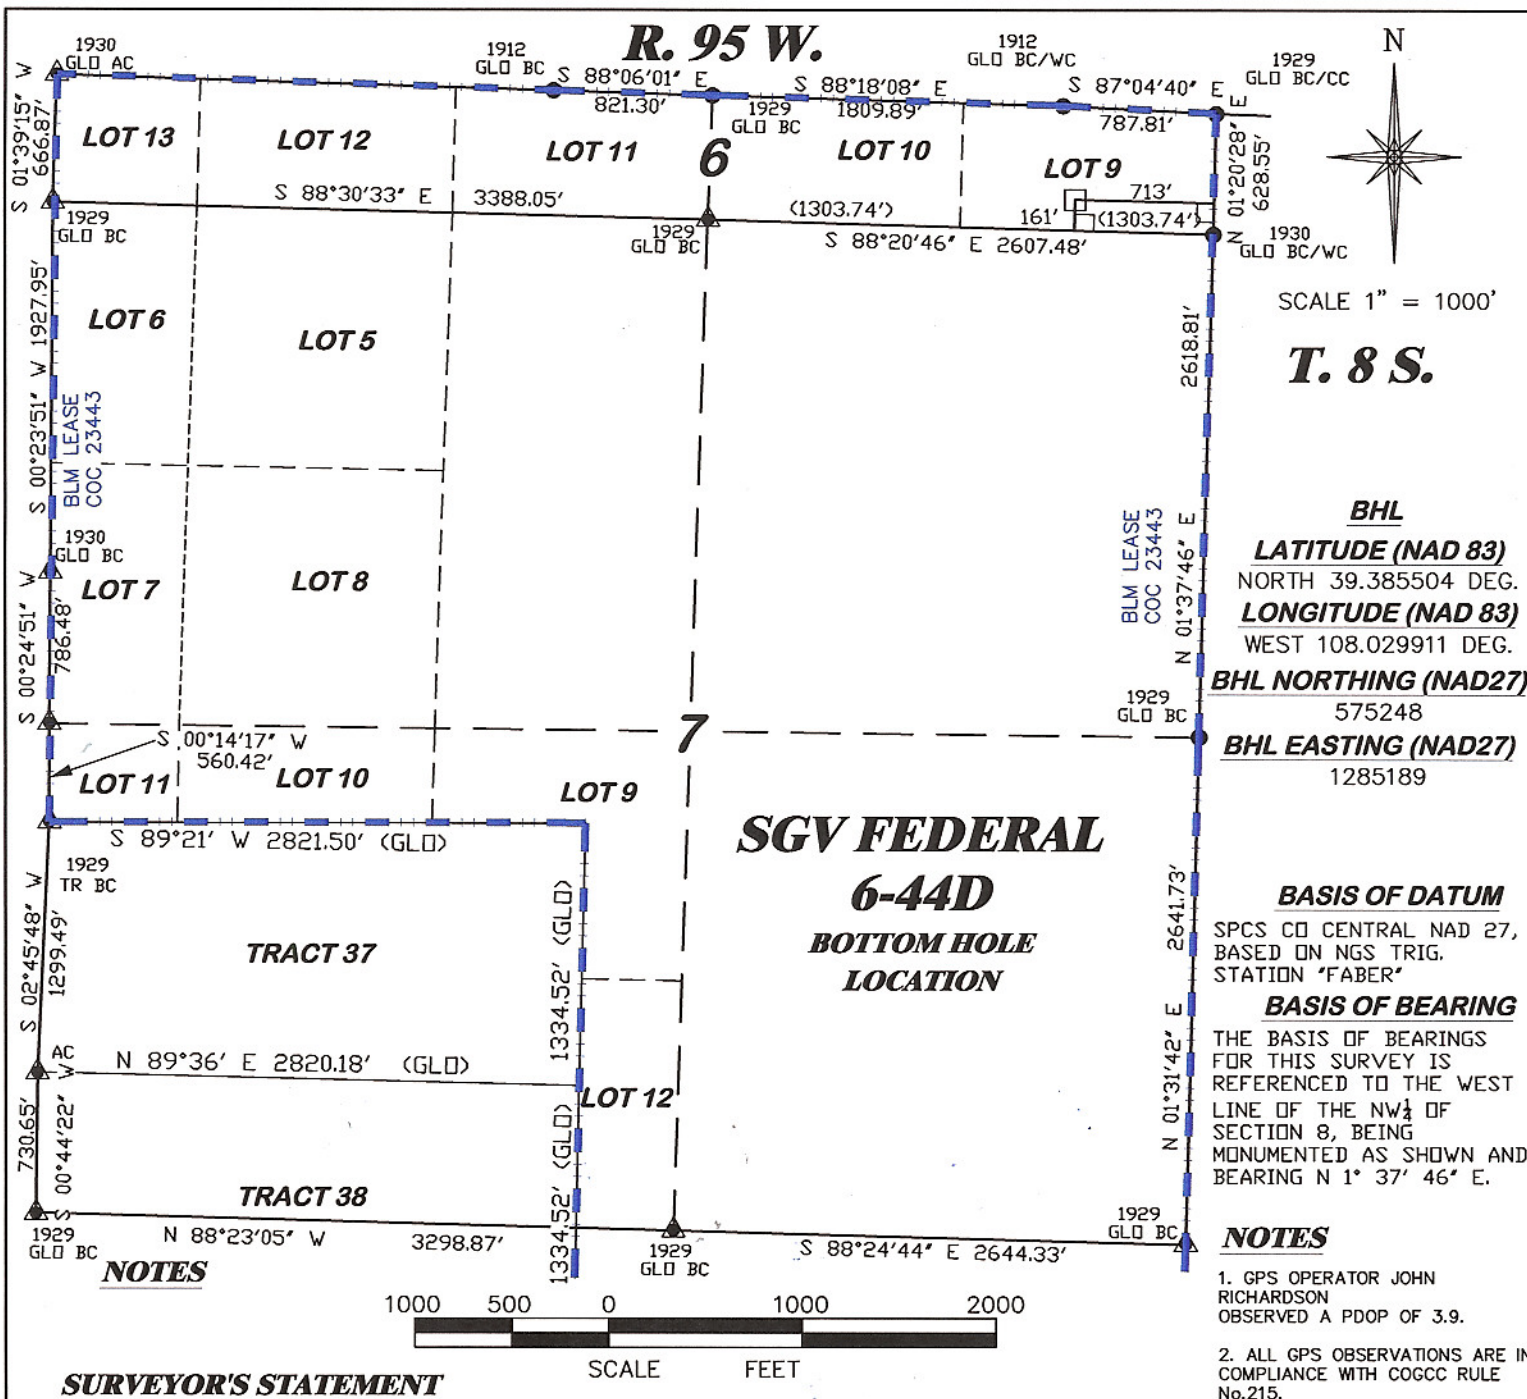 R. 95 W.
N
1930
GLO AC
1912
GLO BC
S 88°06'01" E
821.30'
1929
GLO BC
S 88°18'08" E
1809.89'
1912
GLO BC/WC
S 87°04'40" E
787.81'
1929
GLO BC/CC
S 01°39'15" W
666.87'
LOT 13
LOT 12
LOT 11
6
LOT 10
LOT 9
N 01°20'28" E
628.55'
713'
161'
(1303.74')
(1303.74')
S 88°30'33" E 3388.05'
1929
GLO BC
1929
GLO BC
S 88°20'46" E 2607.48'
1930
GLO BC/WC
SCALE 1" = 1000'
T. 8 S.
S 00°23'51" W 1927.95'
LOT 6
LOT 5
2618.81'
BLM LEASE
COC 23443
BLM LEASE
COC 23443
N 01°37'46" E
1930
GLO BC
LOT 7
LOT 8
S 00°24'51" W
786.48'
BHL
LATITUDE (NAD 83)
NORTH 39.385504 DEG.
LONGITUDE (NAD 83)
WEST 108.029911 DEG.
BHL NORTHING (NAD27)
575248
BHL EASTING (NAD27)
1285189
1929
GLO BC
7
S 00°14'17" W
560.42'
LOT 11
LOT 10
LOT 9
S 89°21' W 2821.50' (GLO)
1929
TR BC
SGV FEDERAL
6-44D
BOTTOM HOLE
LOCATION
S 02°45'48" W
1299.49'
TRACT 37
1334.52' (GLO)
2641.73'
N 01°31'42" E
BASIS OF DATUM
SPCS CO CENTRAL NAD 27,
BASED ON NGS TRIG.
STATION "FABER"
BASIS OF BEARING
THE BASIS OF BEARINGS
FOR THIS SURVEY IS
REFERENCED TO THE WEST
LINE OF THE NW¼ OF
SECTION 8, BEING
MONUMENTED AS SHOWN AND
BEARING N 1° 37' 46" E.
AC
N 89°36' E 2820.18' (GLO)
LOT 12
730.65'
S 00°44'22" W
TRACT 38
1334.52' (GLO)
1929
GLO BC
N 88°23'05" W 3298.87'
1929
GLO BC
S 88°24'44" E 2644.33'
1929
GLO BC
NOTES
NOTES
1. GPS OPERATOR JOHN
RICHARDSON
OBSERVED A PDOP OF 3.9.
2. ALL GPS OBSERVATIONS ARE IN
COMPLIANCE WITH COGCC RULE
No.215.
1000 500 0 1000 2000
SCALE FEET
SURVEYOR'S STATEMENT